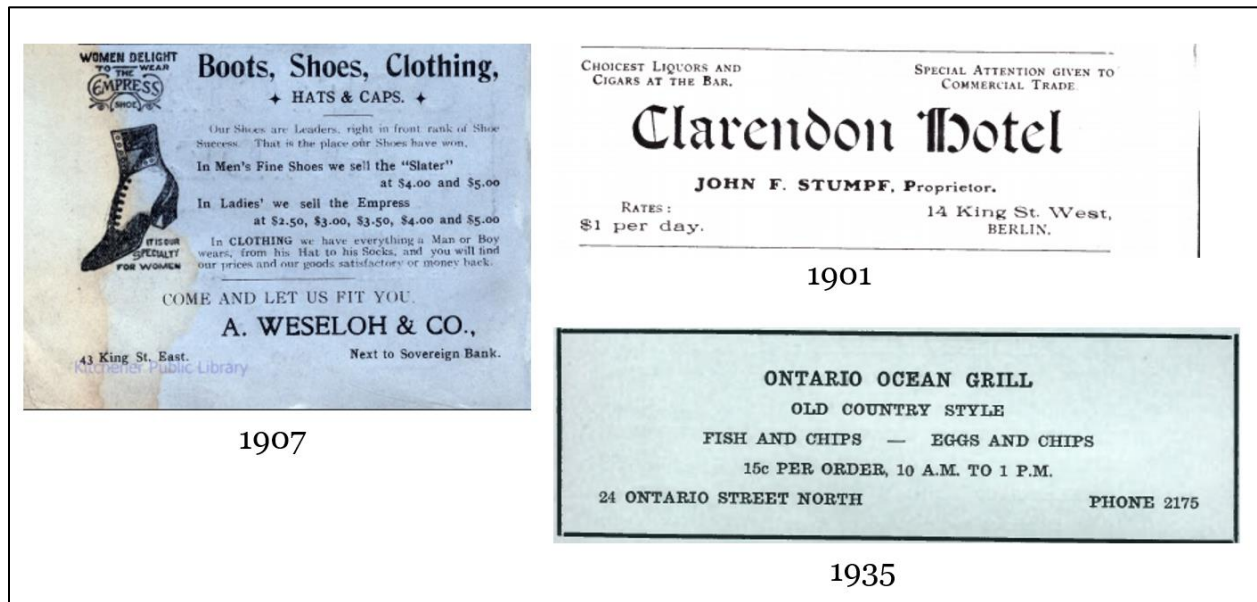 WOMEN DELIGHT
TO WEAR
THE
EMPRESS
SHOE
IT IS OUR
SPECIALTY
FOR WOMEN
Boots, Shoes, Clothing,
HATS & CAPS.
Our Shoes are Leaders, right in front rank of Shoe
Success. That is the place our Shoes have won.
In Men's Fine Shoes we sell the "Slater"
at $4.00 and $5.00
In Ladies' we sell the Empress
at $2.50, $3.00, $3.50, $4.00 and $5.00
In CLOTHING we have everything a Man or Boy
wears, from his Hat to his Socks, and you will find
our prices and our goods satisfactory or money back.
COME AND LET US FIT YOU.
A. WESELOH & CO.,
43 King St. East. Next to Sovereign Bank.
Kitchener Public Library
1907
CHOICEST LIQUORS AND
CIGARS AT THE BAR.
SPECIAL ATTENTION GIVEN TO
COMMERCIAL TRADE
Clarendon Hotel
JOHN F. STUMPF, Proprietor.
RATES:
$1 per day.
14 King St. West,
BERLIN.
1901
ONTARIO OCEAN GRILL
OLD COUNTRY STYLE
FISH AND CHIPS — EGGS AND CHIPS
15c PER ORDER, 10 A.M. TO 1 P.M.
24 ONTARIO STREET NORTH PHONE 2175
1935